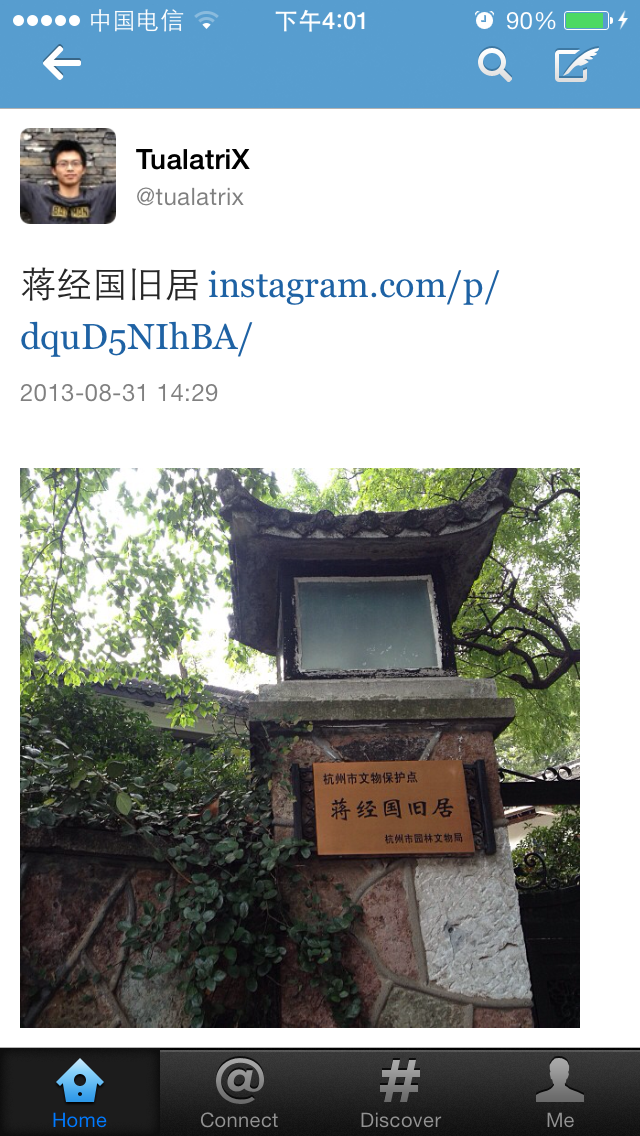 中国电信 下午4:01 90%
TualatriX
@tualatrix
蒋经国旧居 instagram.com/p/
dquD5NIhBA/
2013-08-31 14:29
杭州市文物保护点
蒋经国旧居
杭州市园林文物局
Home Connect Discover Me